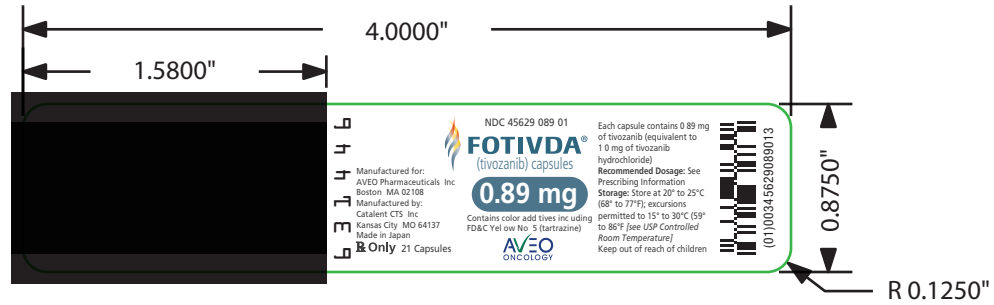 4.0000"
1.5800"
944136
Manufactured for:
AVEO Pharmaceuticals Inc
Boston MA 02108
Manufactured by:
Catalent CTS Inc
Kansas City MO 64137
Made in Japan
Rx Only 21 Capsules
NDC 45629 089 01
FOTIVDA®
(tivozanib) capsules
0.89 mg
Contains color add tives inc uding
FD&C Yel ow No 5 (tartrazine)
AVEO
ONCOLOGY
Each capsule contains 0 89 mg
of tivozanib (equivalent to
1 0 mg of tivozanib
hydrochloride)
Recommended Dosage: See
Prescribing Information
Storage: Store at 20° to 25°C
(68° to 77°F); excursions
permitted to 15° to 30°C (59°
to 86°F [see USP Controlled
Room Temperature]
Keep out of reach of children
(01)00345629089013
0.8750"
R 0.1250"